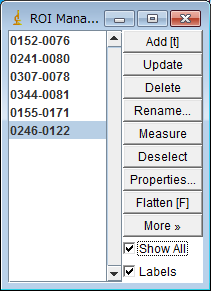 ROI Mana...
0152-0076
0241-0080
0307-0078
0344-0081
0155-0171
0246-0122
Add [t]
Update
Delete
Rename...
Measure
Deselect
Properties...
Flatten [F]
More »
Show All
Labels